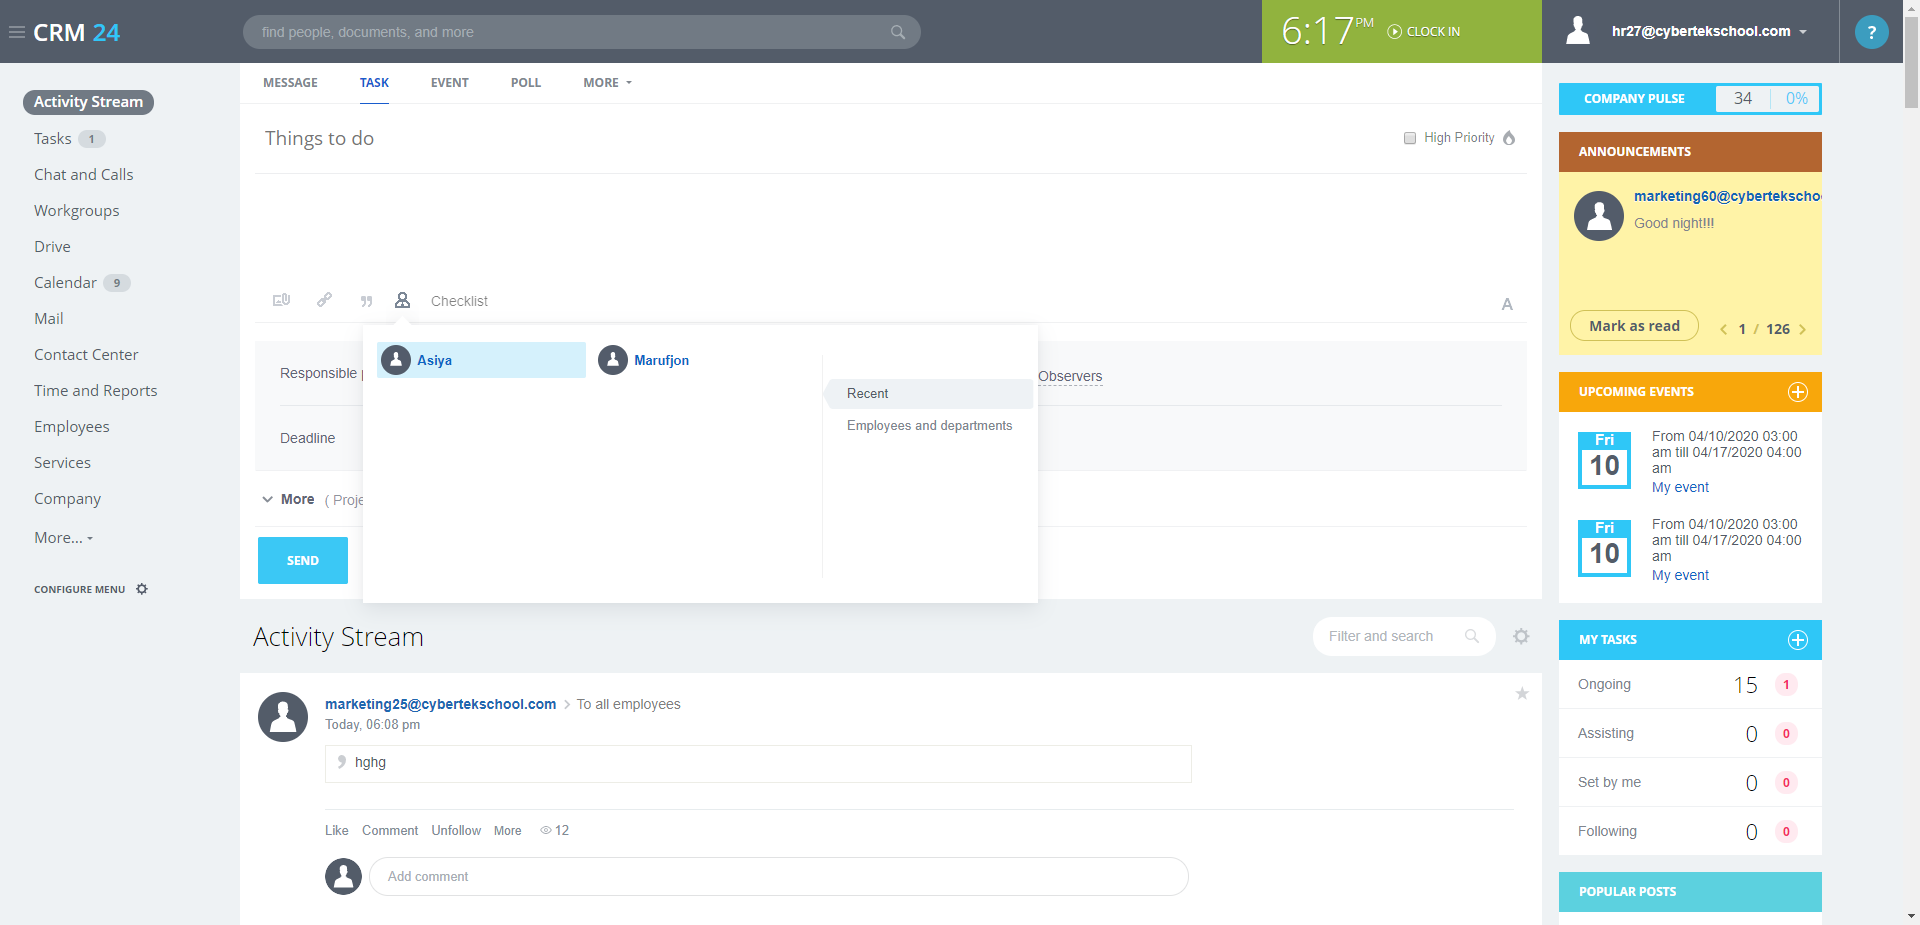 CRM 24
find people, documents, and more
6:17 PM
CLOCK IN
hr27@cybertekschool.com
?
Activity Stream
Tasks 1
Chat and Calls
Workgroups
Drive
Calendar 9
Mail
Contact Center
Time and Reports
Employees
Services
Company
More...
CONFIGURE MENU
MESSAGE TASK EVENT POLL MORE
Things to do
High Priority
Checklist
A
Responsible
Asiya
Marufjon
Recent
Employees and departments
Observers
Deadline
More ( Proje
SEND
Activity Stream
Filter and search
marketing25@cybertekschool.com > To all employees
Today, 06:08 pm
hghg
Like Comment Unfollow More 12
Add comment
COMPANY PULSE 34 0%
ANNOUNCEMENTS
marketing60@cybertekscho
Good night!!!
Mark as read
< 1 / 126 >
UPCOMING EVENTS
Fri
10
From 04/10/2020 03:00
am till 04/17/2020 04:00
am
My event
Fri
10
From 04/10/2020 03:00
am till 04/17/2020 04:00
am
My event
MY TASKS
Ongoing 15 1
Assisting 0 0
Set by me 0 0
Following 0 0
POPULAR POSTS